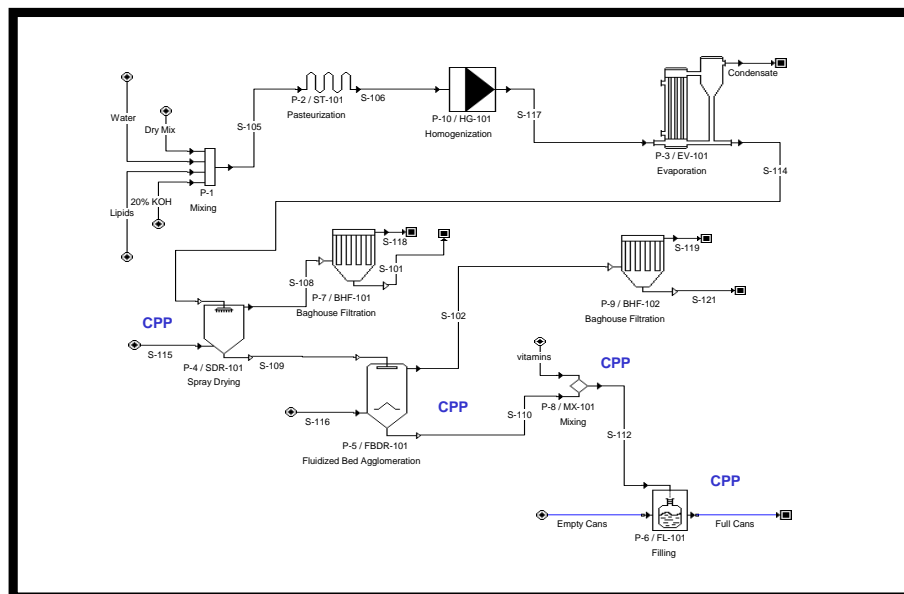 Condensate
P-2 / ST-101
S-106
Pasteurization
P-10 / HG-101
Homogenization
S-117
Water
Dry Mix
S-105
P-3 / EV-101
Evaporation
S-114
P-1
Mixing
20% KOH
Lipids
S-118
S-119
S-101
S-108
P-7 / BHF-101
Baghouse Filtration
S-121
P-9 / BHF-102
Baghouse Filtration
S-102
CPP
S-115
S-109
P-4 / SDR-101
Spray Drying
vitamins
CPP
CPP
P-8 / MX-101
Mixing
S-116
S-110
S-112
P-5 / FBDR-101
Fluidized Bed Agglomeration
CPP
Empty Cans
Full Cans
P-6 / FL-101
Filling